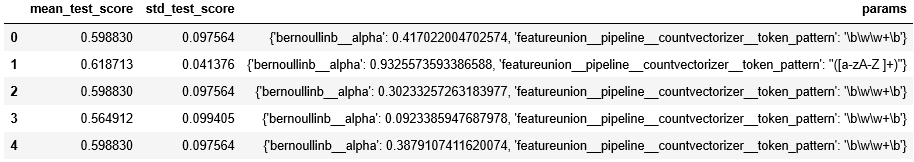 mean_test_score std_test_score params
0 0.598830 0.097564 {'bernoullinb__alpha': 0.417022004702574, 'featureunion__pipeline__countvectorizer__token_pattern': '\b\w\w+\b'}
1 0.618713 0.041376 {'bernoullinb__alpha': 0.9325573593386588, 'featureunion__pipeline__countvectorizer__token_pattern': "([a-zA-Z ]+)"}
2 0.598830 0.097564 {'bernoullinb__alpha': 0.30233257263183977, 'featureunion__pipeline__countvectorizer__token_pattern': '\b\w\w+\b'}
3 0.564912 0.099405 {'bernoullinb__alpha': 0.0923385947687978, 'featureunion__pipeline__countvectorizer__token_pattern': '\b\w\w+\b'}
4 0.598830 0.097564 {'bernoullinb__alpha': 0.3879107411620074, 'featureunion__pipeline__countvectorizer__token_pattern': '\b\w\w+\b'}